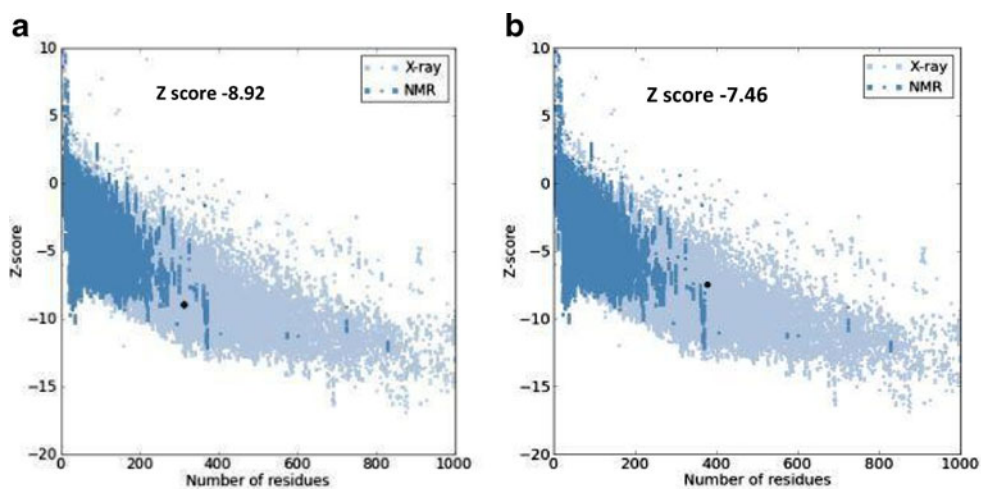 a
10
5
0
−5
−10
−15
−20
Z-score
Z score -8.92
X-ray
NMR
0 200 400 600 800 1000
Number of residues
b
10
5
0
−5
−10
−15
−20
Z-score
Z score -7.46
X-ray
NMR
0 200 400 600 800 1000
Number of residues